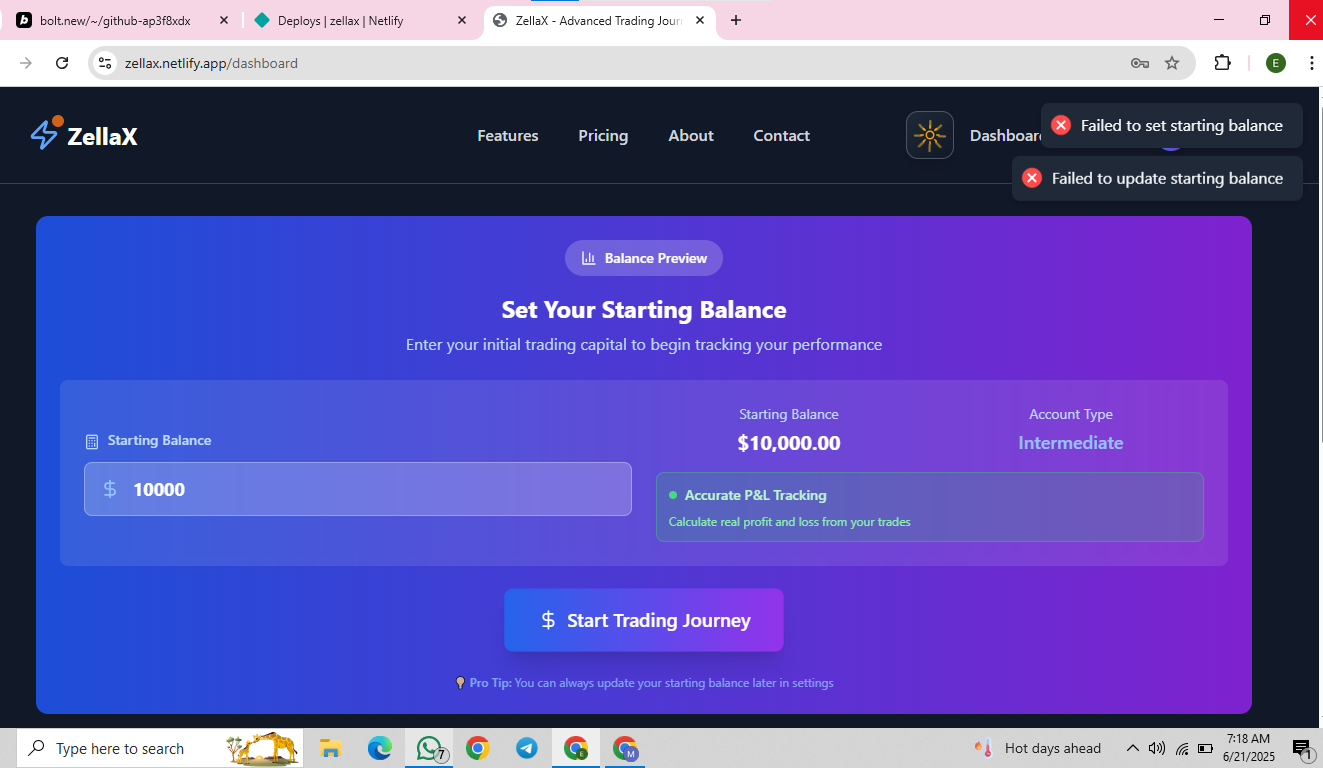 bolt.new/~/github-ap3f8xdx
Deploys | zellax | Netlify
ZellaX - Advanced Trading Jour
zellax.netlify.app/dashboard
E
ZellaX
Features
Pricing
About
Contact
Dashboar
Failed to set starting balance
Failed to update starting balance
Balance Preview
Set Your Starting Balance
Enter your initial trading capital to begin tracking your performance
Starting Balance
$ 10000
Starting Balance
$10,000.00
Account Type
Intermediate
Accurate P&L Tracking
Calculate real profit and loss from your trades
$ Start Trading Journey
Pro Tip: You can always update your starting balance later in settings
Type here to search
7
E
M
Hot days ahead
7:18 AM
6/21/2025
1